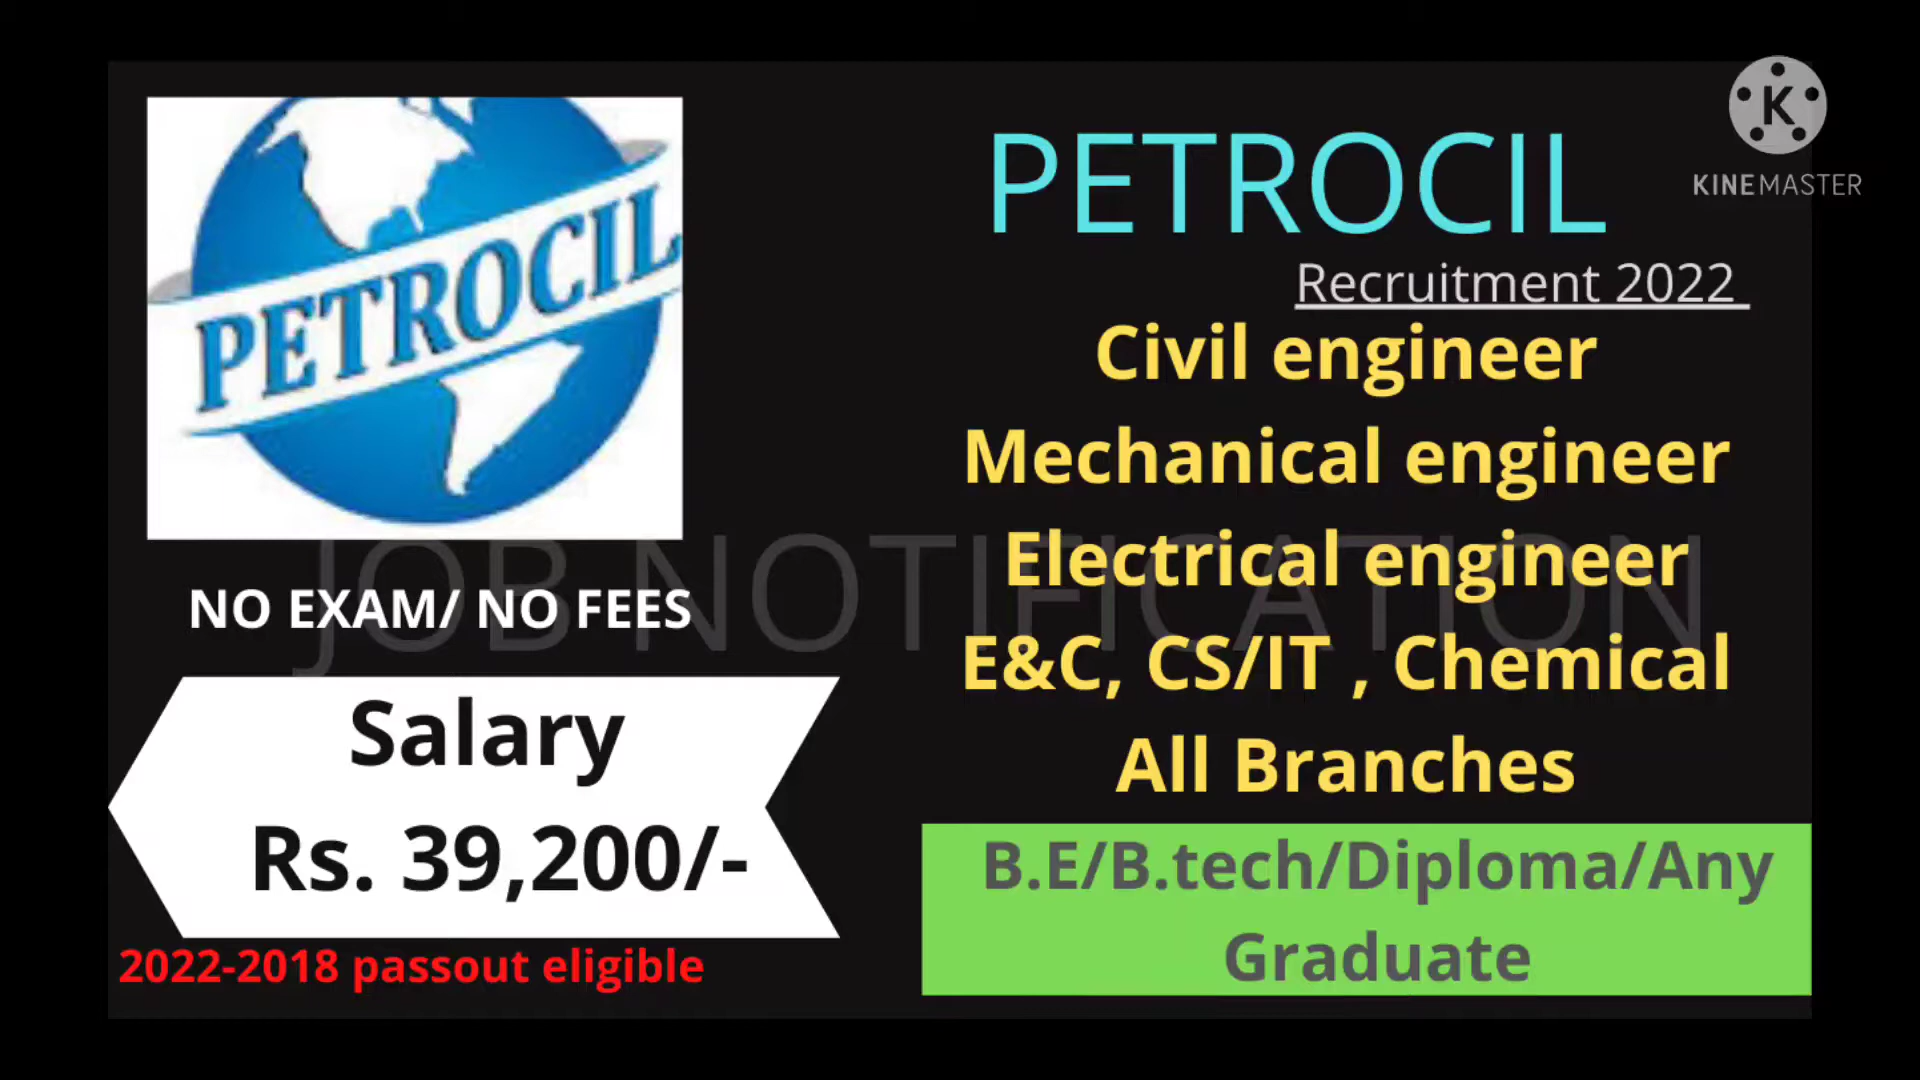 PETROCIL
NO EXAM/ NO FEES
Salary
Rs. 39,200/-
2022-2018 passout eligible
PETROCIL
Recruitment 2022
Civil engineer
Mechanical engineer
Electrical engineer
E&C, CS/IT , Chemical
All Branches
B.E/B.tech/Diploma/Any
Graduate
JOB NOTIFICATION
K
KINEMASTER